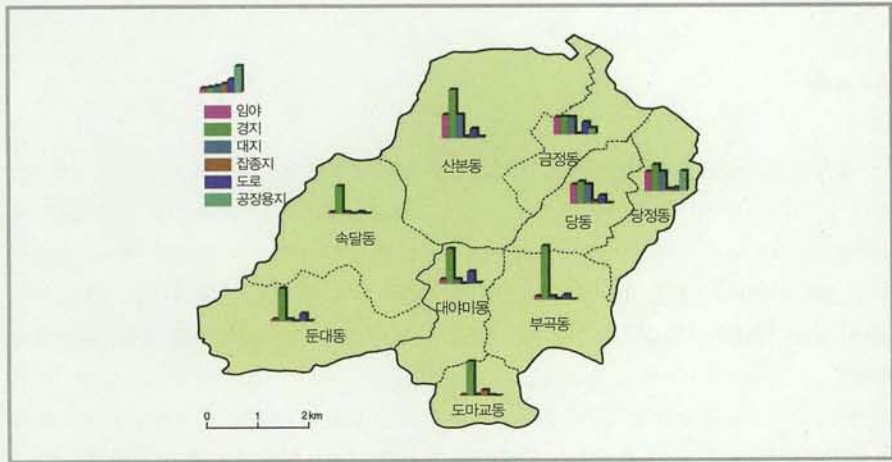 임야
경지
대지
잡종지
도로
공장용지
산본동
금정동
당동
당정동
속달동
대야미동
부곡동
둔대동
도마교동
0 1 2km